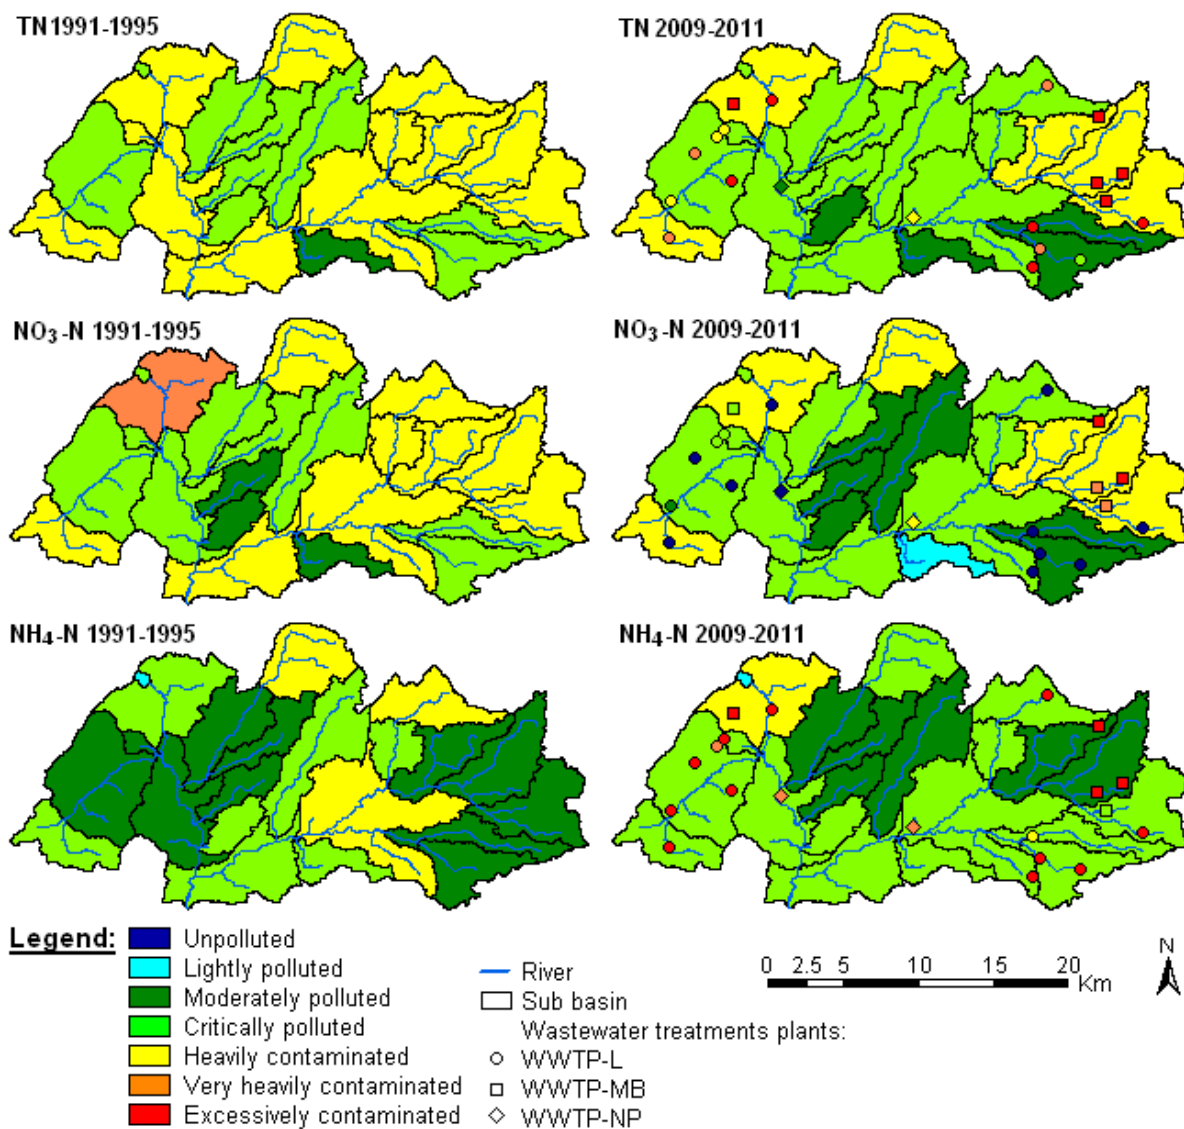 TN 1991-1995
TN 2009-2011
NO3-N 1991-1995
NO3-N 2009-2011
NH4-N 1991-1995
NH4-N 2009-2011
Legend:
Unpolluted
Lightly polluted
Moderately polluted
Critically polluted
Heavily contaminated
Very heavily contaminated
Excessively contaminated
River
Sub basin
Wastewater treatments plants:
WWTP-L
WWTP-MB
WWTP-NP
0 2.5 5 10 15 20
Km
N